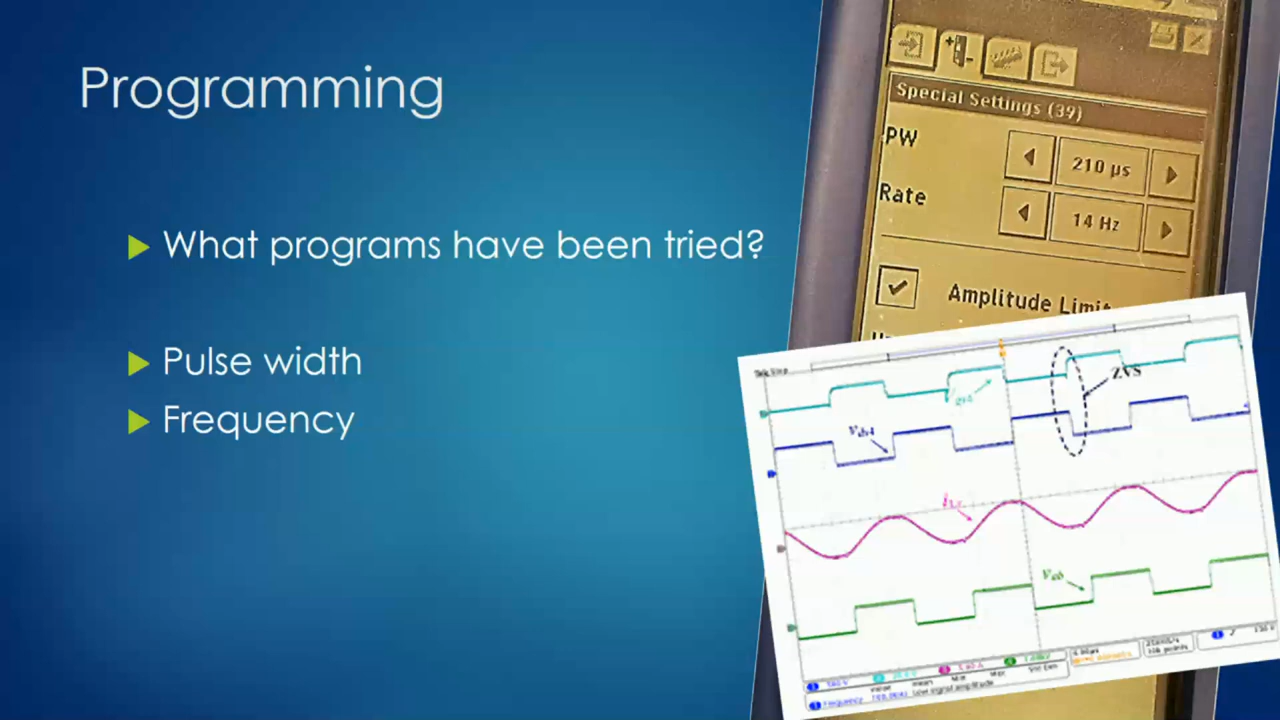 Programming
What programs have been tried?
Pulse width
Frequency
Special Settings (39)
PW
210 µs
Rate
14 Hz
Amplitude Limit
ZVS